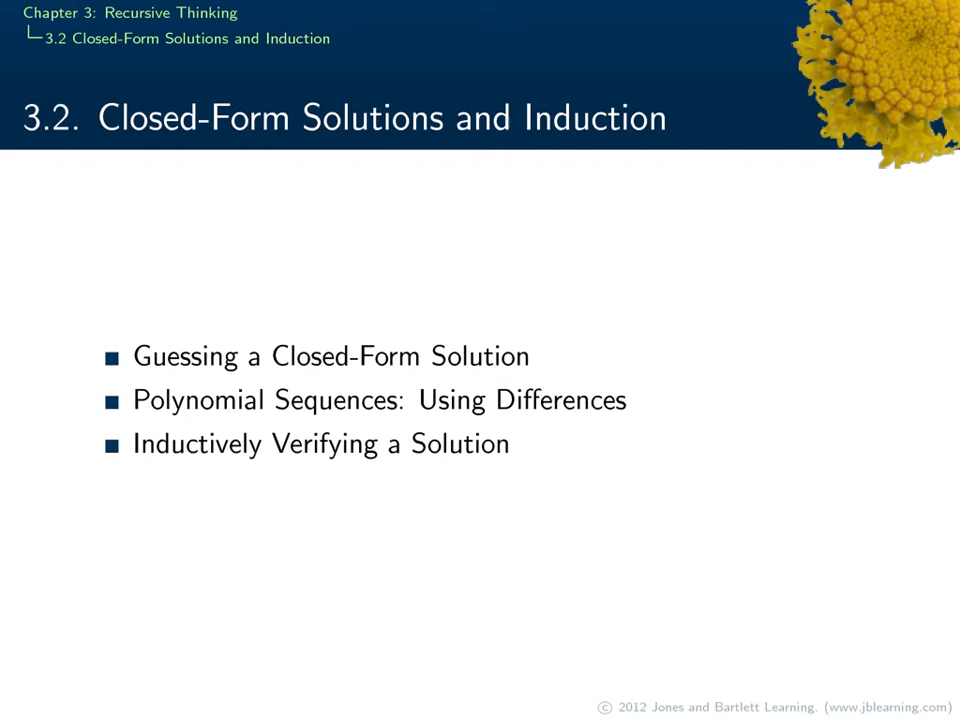 Chapter 3: Recursive Thinking
3.2 Closed-Form Solutions and Induction
3.2. Closed-Form Solutions and Induction
Guessing a Closed-Form Solution
Polynomial Sequences: Using Differences
Inductively Verifying a Solution
© 2012 Jones and Bartlett Learning. (www.jblearning.com)